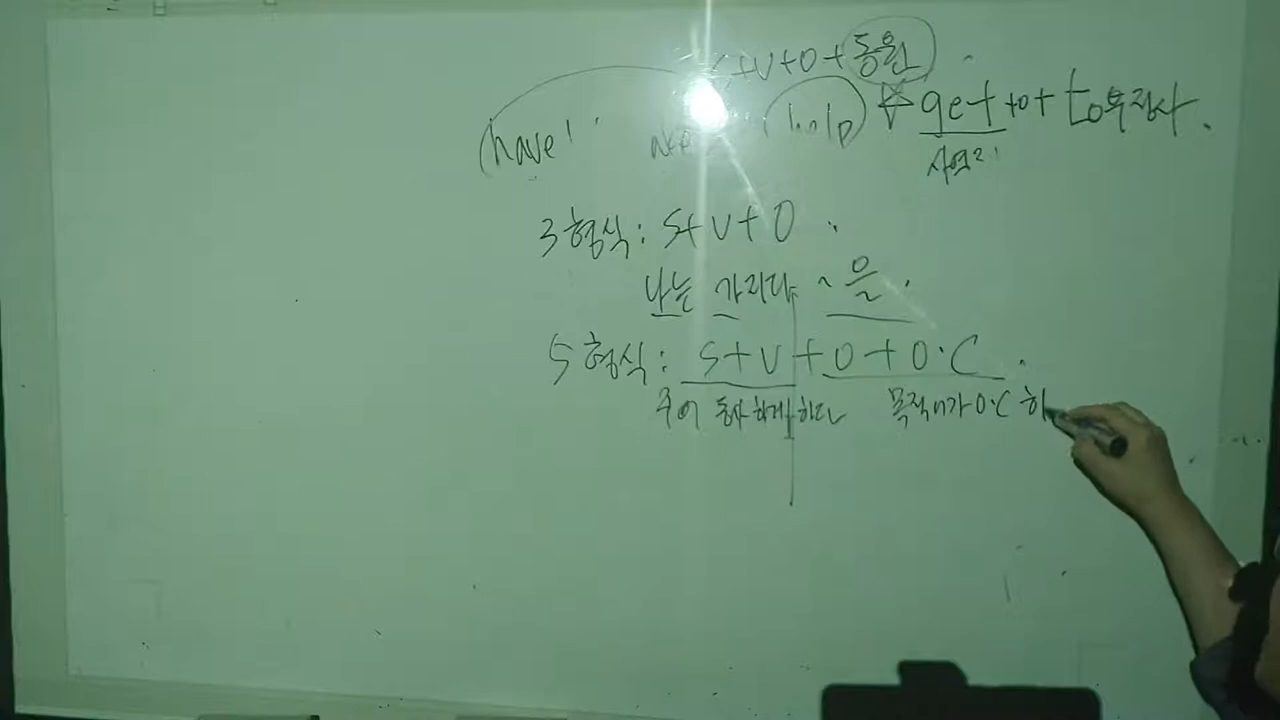 S+V+O+동원
have help get +o+ to부정사.
사역
3형식: S+V+O.
나는 가리다 ~을.
5형식: S+V+O+O·C.
주어 동사하게하다 목적어가 O·C 하